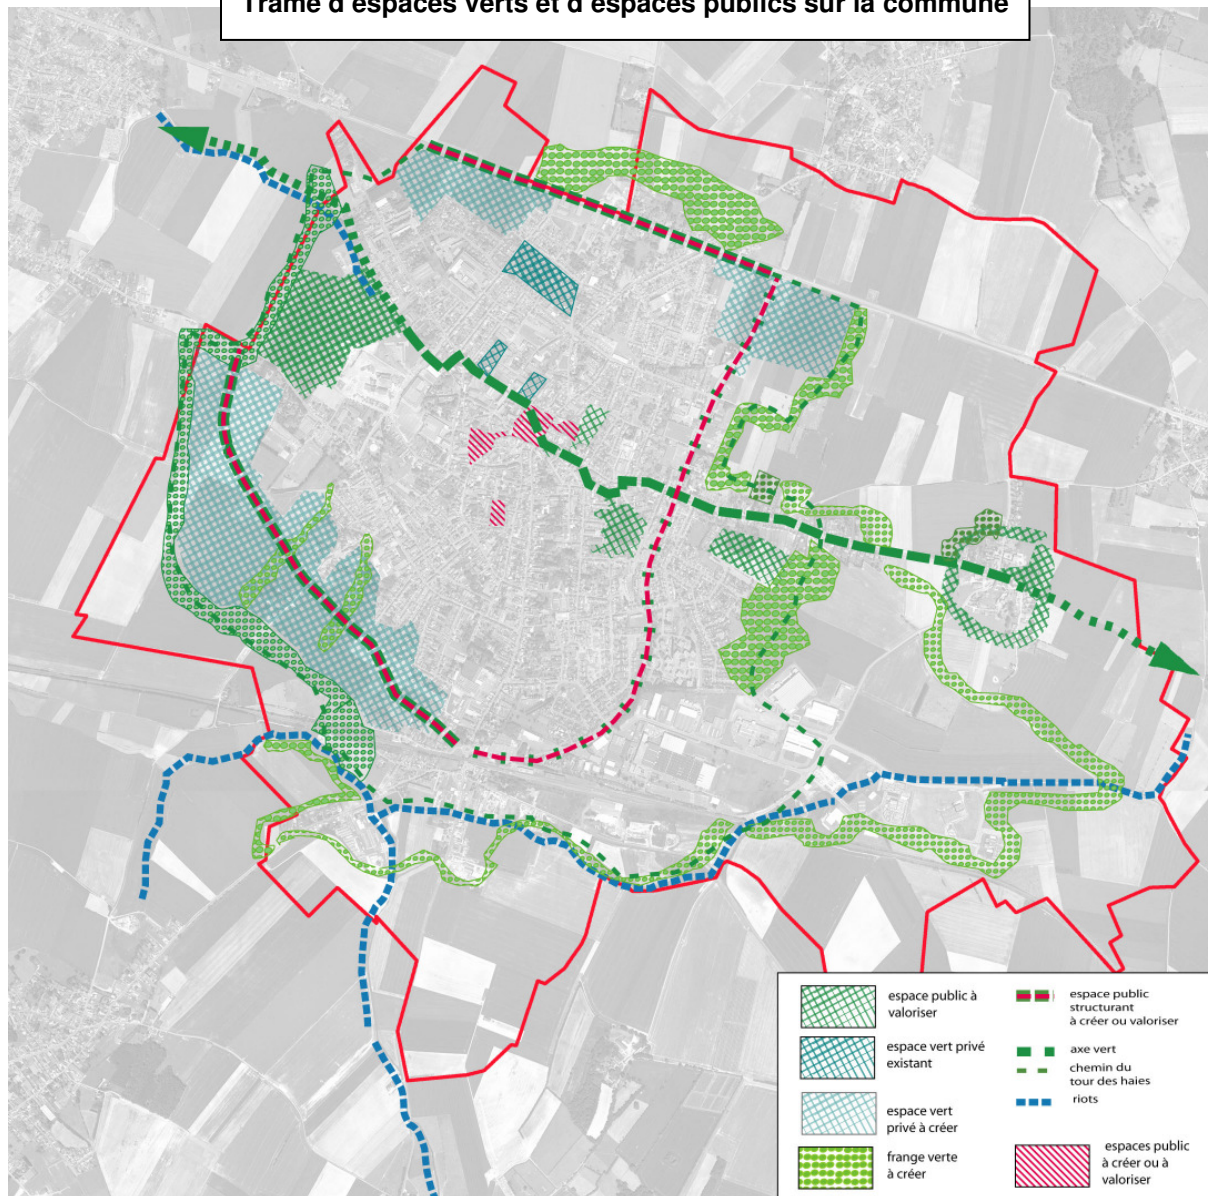 Trame d'espaces verts et d'espaces publics sur la commune
espace public à
valoriser
espace vert privé
existant
espace vert
privé à créer
frange verte
à créer
espace public
structurant
à créer ou valoriser
axe vert
chemin du
tour des haies
riots
espaces public
à créer ou à
valoriser